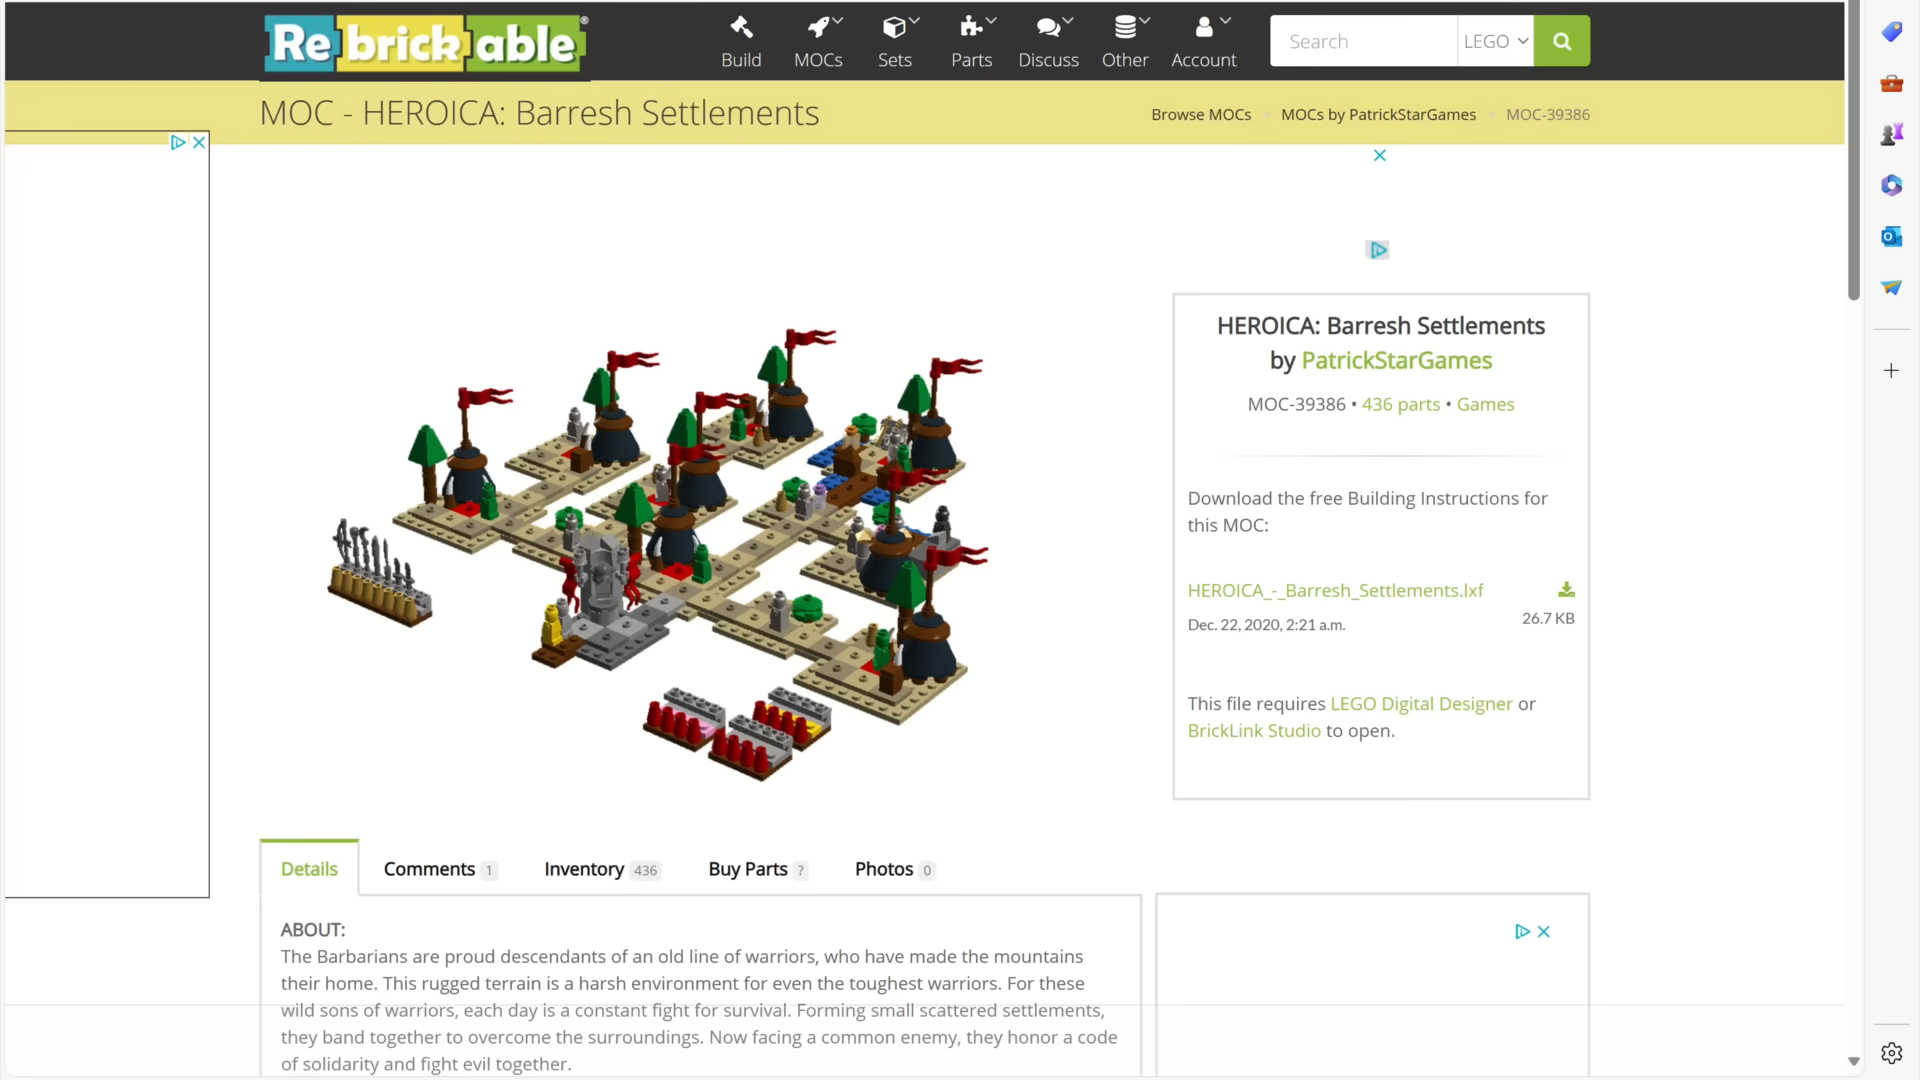 Rebrickable®
Build
MOCs
Sets
Parts
Discuss
Other
Account
Search
LEGO
MOC - HEROICA: Barresh Settlements
Browse MOCs
MOCs by PatrickStarGames
MOC-39386
HEROICA: Barresh Settlements
by PatrickStarGames
MOC-39386 • 436 parts • Games
Download the free Building Instructions for
this MOC:
HEROICA_-_Barresh_Settlements.lxf
26.7 KB
Dec. 22, 2020, 2:21 a.m.
This file requires LEGO Digital Designer or
BrickLink Studio to open.
Details
Comments 1
Inventory 436
Buy Parts ?
Photos 0
ABOUT:
The Barbarians are proud descendants of an old line of warriors, who have made the mountains
their home. This rugged terrain is a harsh environment for even the toughest warriors. For these
wild sons of warriors, each day is a constant fight for survival. Forming small scattered settlements,
they band together to overcome the surroundings. Now facing a common enemy, they honor a code
of solidarity and fight evil together.